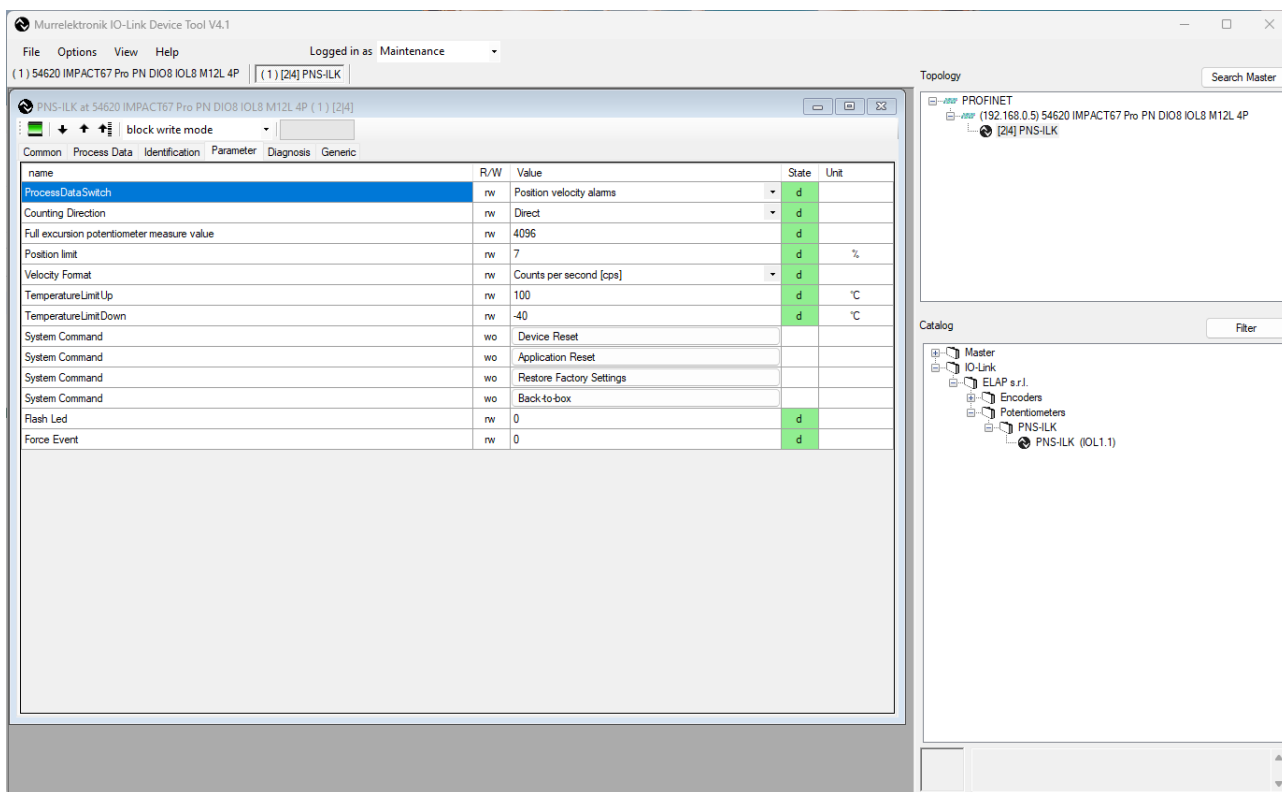 Murrelektronik IO-Link Device Tool V4.1
File Options View Help Logged in as Maintenance
( 1 ) 54620 IMPACT67 Pro PN DIO8 IOL8 M12L 4P ( 1 ) [2|4] PNS-ILK
PNS-ILK at 54620 IMPACT67 Pro PN DIO8 IOL8 M12L 4P ( 1 ) [2|4]
block write mode
Common Process Data Identification Parameter Diagnosis Generic
name R/W Value State Unit
ProcessDataSwitch rw Position velocity alarms d
Counting Direction rw Direct d
Full excursion potentiometer measure value rw 4096 d
Position limit rw 7 d %
Velocity Format rw Counts per second [cps] d
TemperatureLimitUp rw 100 d °C
TemperatureLimitDown rw -40 d °C
System Command wo Device Reset
System Command wo Application Reset
System Command wo Restore Factory Settings
System Command wo Back-to-box
Flash Led rw 0 d
Force Event rw 0 d
Topology Search Master
PROFINET
(192.168.0.5) 54620 IMPACT67 Pro PN DIO8 IOL8 M12L 4P
[2|4] PNS-ILK
Catalog Filter
Master
IO-Link
ELAP s.r.l.
Encoders
Potentiometers
PNS-ILK
PNS-ILK (IOL1.1)